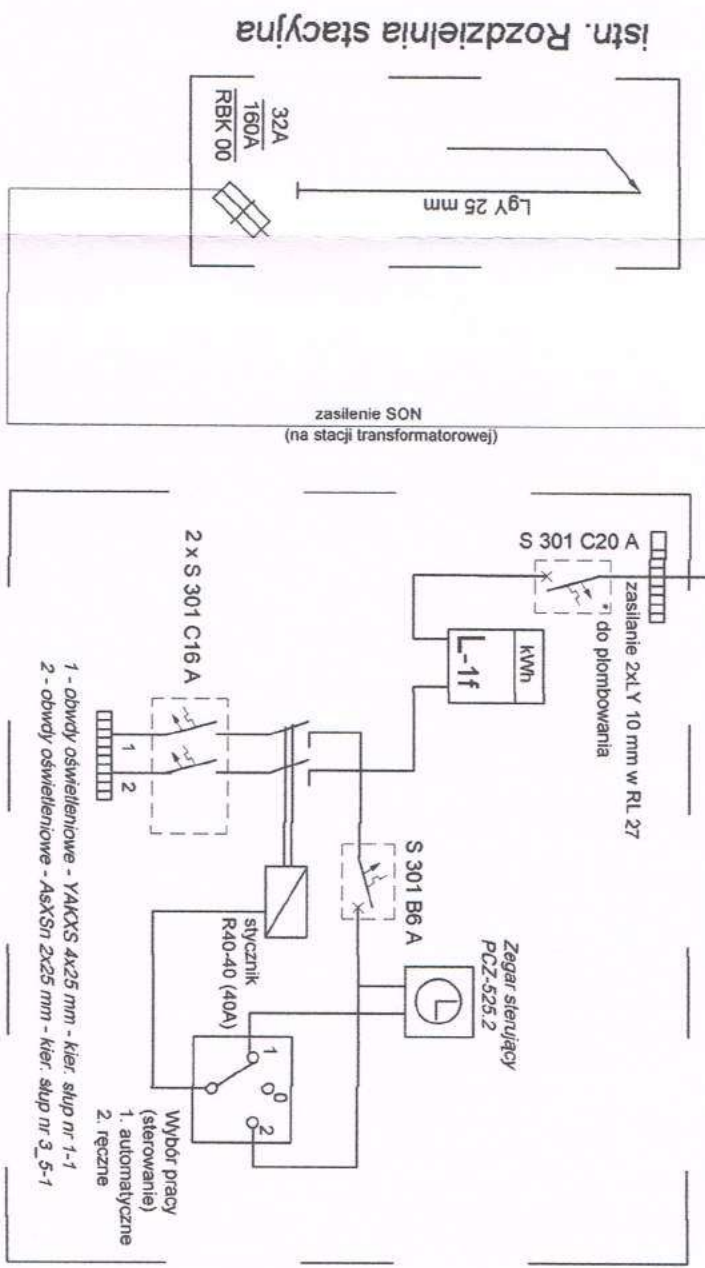 istn. Rozdzielnia stacyjna
32A
160A
RBK 00
LgY 25 mm
zasilenie SON
(na stacji transformatorowej)
S 301 C20 A
zasilanie 2xLY 10 mm w RL 27
* do plombowania
kWh
L-1f
2 x S 301 C16 A
1
2
S 301 B6 A
Zegar sterujący
PCZ-525.2
stycznik
R40-40 (40A)
1
0
2
Wybór pracy
(sterowanie)
1. automatyczne
2. ręczne
1 - obwdy oświetleniowe - YAKXS 4x25 mm - kier. słup nr 1-1
2 - obwdy oświetleniowe - AsXSn 2x25 mm - kier. słup nr 3_5-1